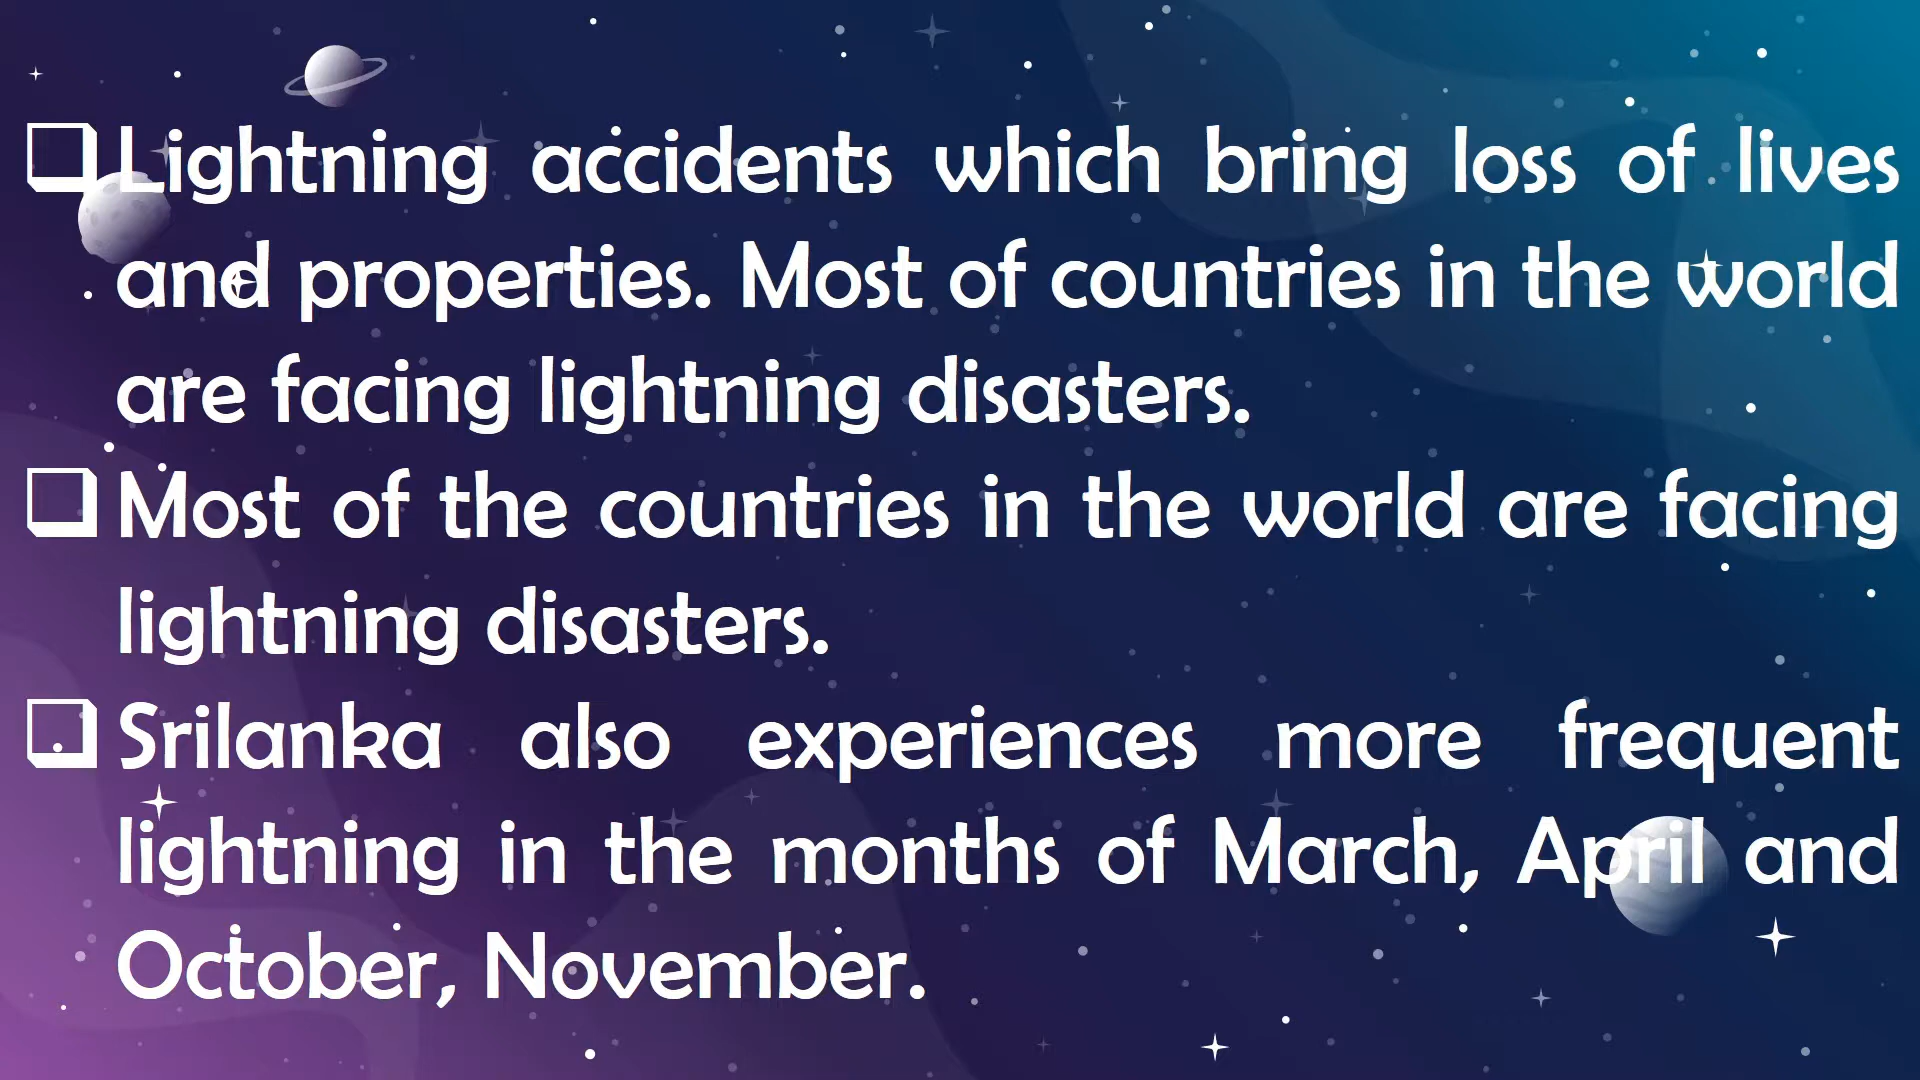 ❑Lightning accidents which bring loss of lives
and properties. Most of countries in the world
are facing lightning disasters.
❑Most of the countries in the world are facing
lightning disasters.
❑Srilanka also experiences more frequent
lightning in the months of March, April and
October, November.